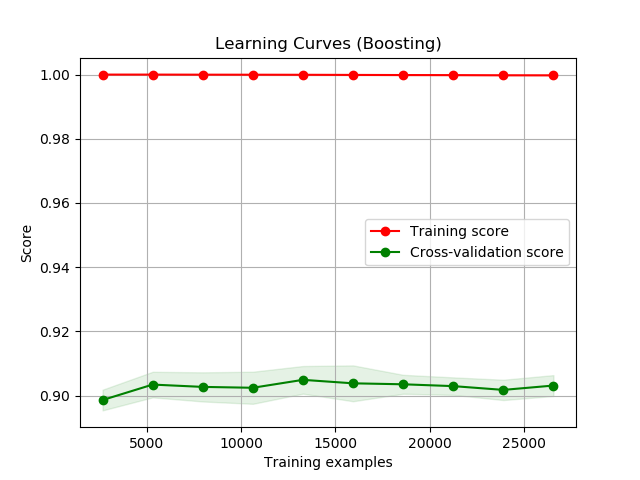 Learning Curves (Boosting)
1.00
0.98
0.96
0.94
0.92
0.90
Score
Training score
Cross-validation score
5000
10000
15000
20000
25000
Training examples